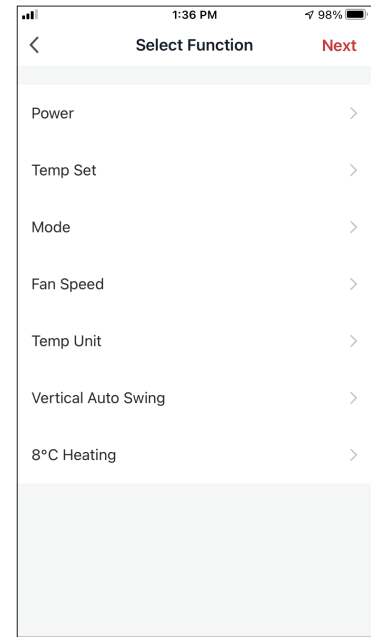 1:36 PM 98%
Select Function Next
Power
Temp Set
Mode
Fan Speed
Temp Unit
Vertical Auto Swing
8°C Heating